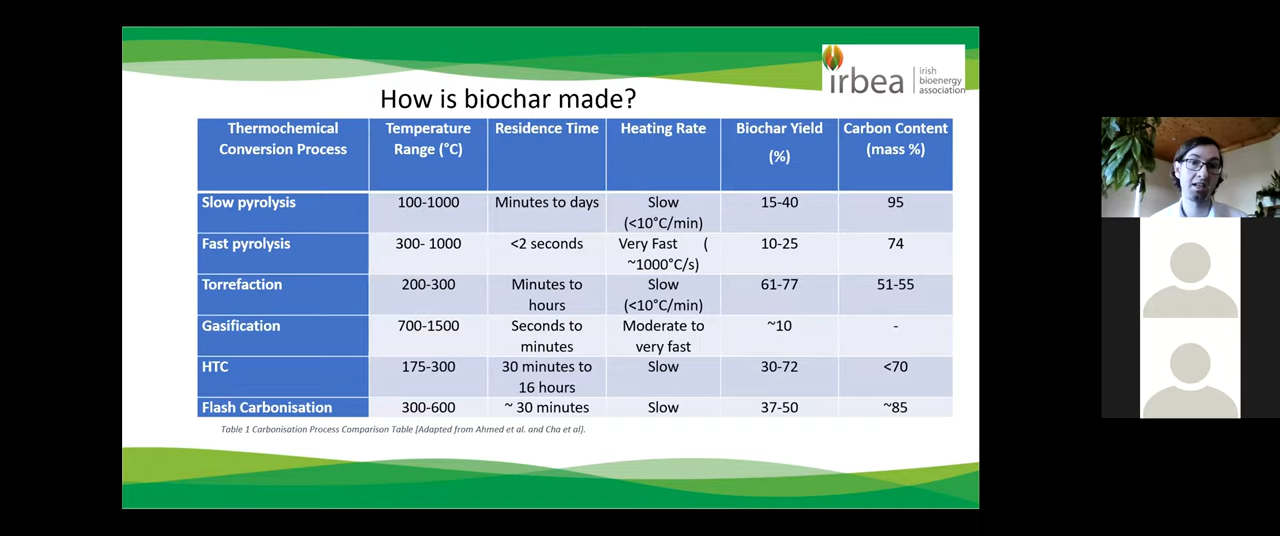 irbea
irish
bioenergy
association
How is biochar made?
Thermochemical Conversion Process Temperature Range (°C) Residence Time Heating Rate Biochar Yield (%) Carbon Content (mass %)
Slow pyrolysis 100-1000 Minutes to days Slow (<10°C/min) 15-40 95
Fast pyrolysis 300- 1000 <2 seconds Very Fast ( ~1000°C/s) 10-25 74
Torrefaction 200-300 Minutes to hours Slow (<10°C/min) 61-77 51-55
Gasification 700-1500 Seconds to minutes Moderate to very fast ~10 -
HTC 175-300 30 minutes to 16 hours Slow 30-72 <70
Flash Carbonisation 300-600 ~ 30 minutes Slow 37-50 ~85
Table 1 Carbonisation Process Comparison Table [Adapted from Ahmed et al. and Cha et al].